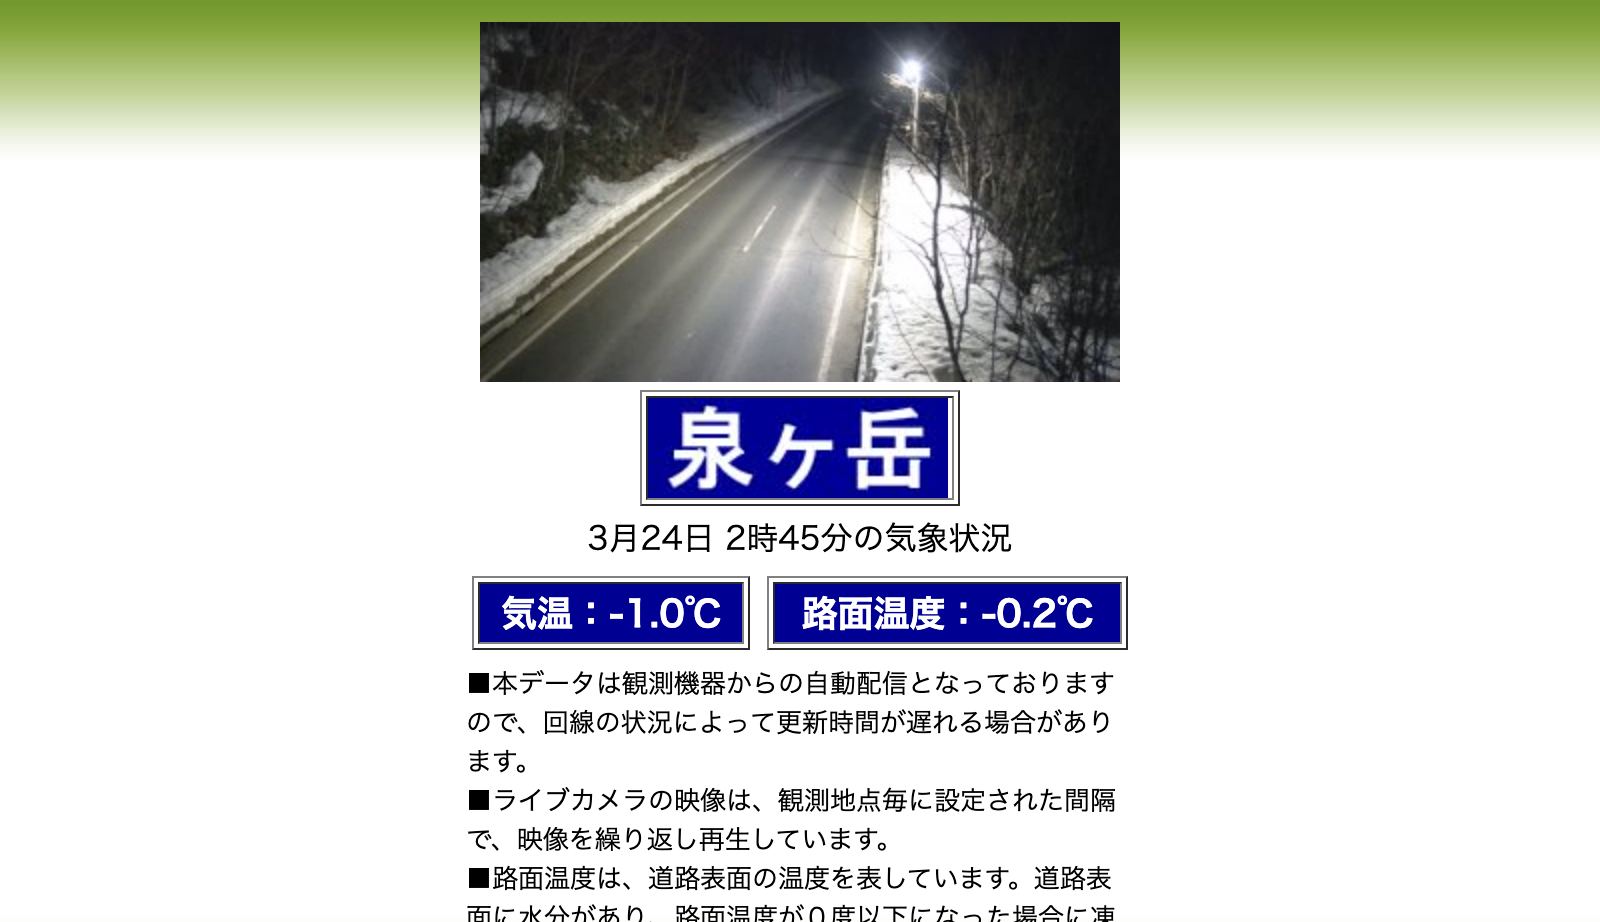 泉ヶ岳
3月24日 2時45分の気象状況
気温：-1.0℃
路面温度：-0.2℃
■本データは観測機器からの自動配信となっております
ので、回線の状況によって更新時間が遅れる場合があり
ます。
■ライブカメラの映像は、観測地点毎に設定された間隔
で、映像を繰り返し再生しています。
■路面温度は、道路表面の温度を表しています。道路表
面に水分があり、路面温度が０度以下になった場合に凍